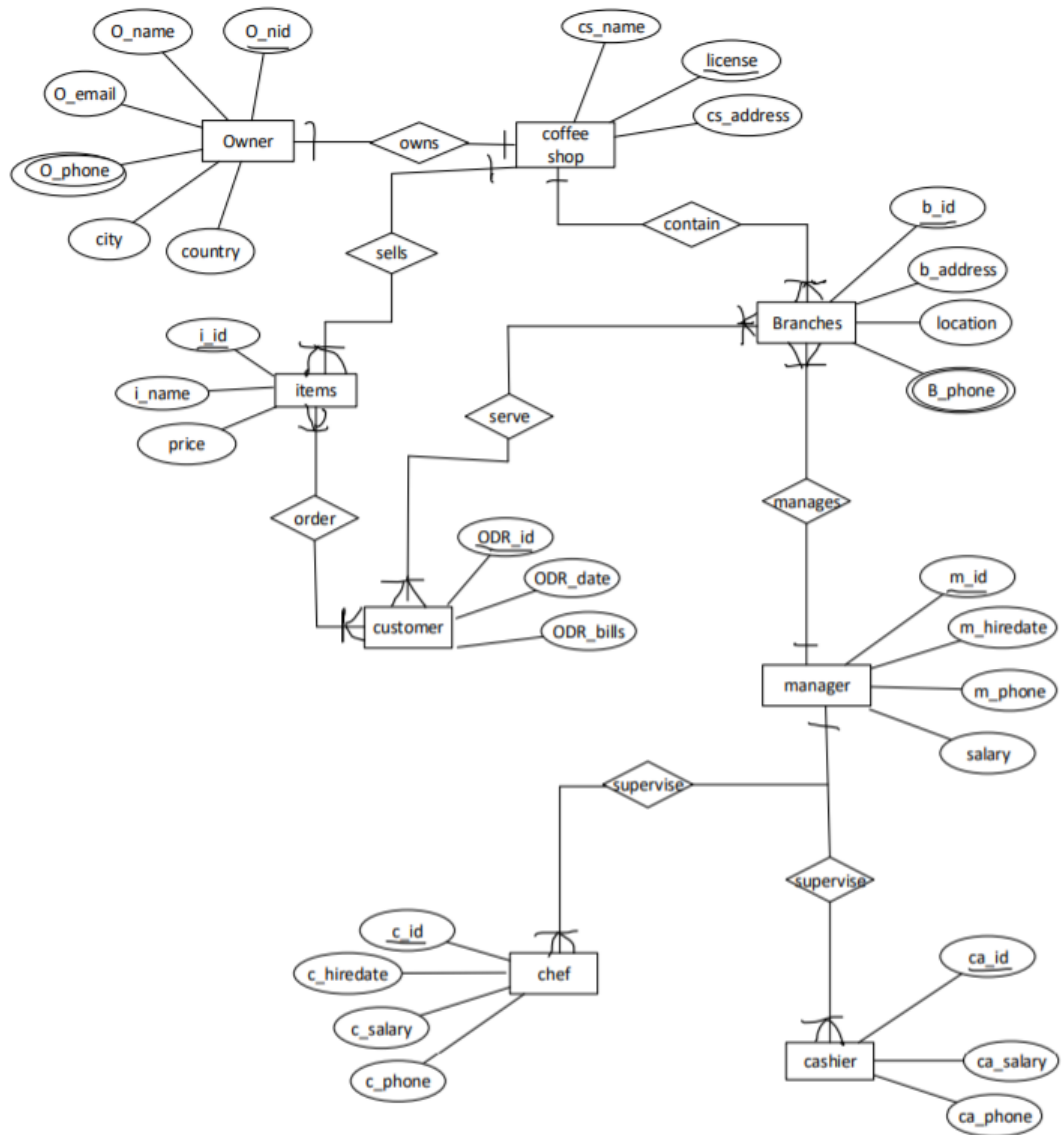 O_name
O_nid
cs_name
license
O_email
cs_address
Owner
owns
coffee
shop
O_phone
b_id
city
country
sells
contain
b_address
i_id
Branches
location
i_name
items
B_phone
price
serve
manages
order
ODR_id
ODR_date
m_id
customer
ODR_bills
m_hiredate
manager
m_phone
salary
supervise
supervise
c_id
ca_id
c_hiredate
chef
c_salary
cashier
ca_salary
c_phone
ca_phone